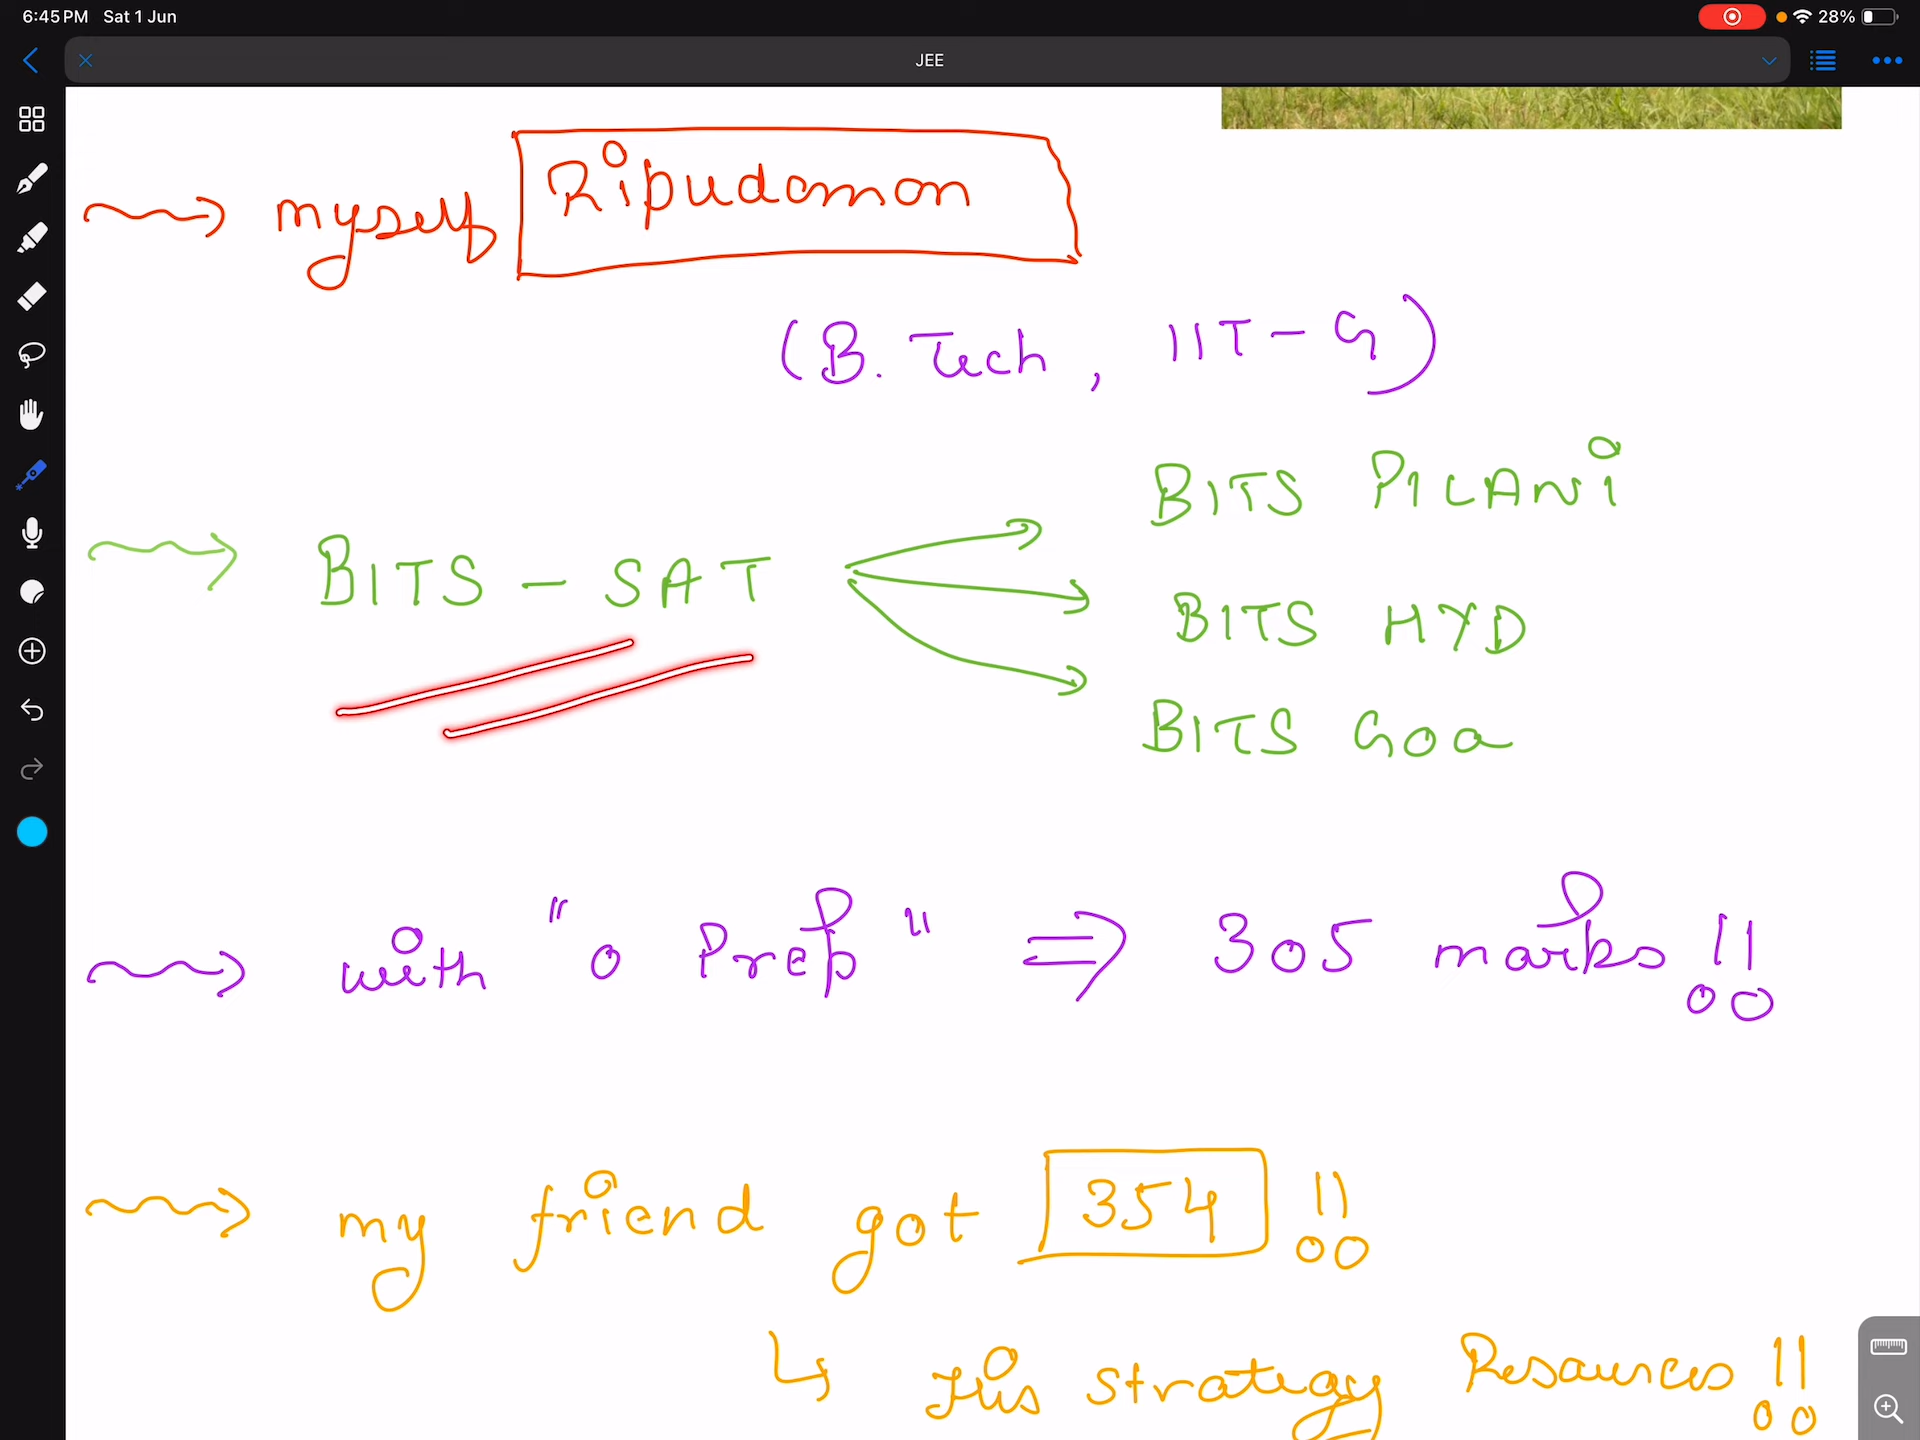 6:45 PM Sat 1 Jun 28%
JEE
myself Ripudaman
(B. Tech, IIT - G)
BITS - SAT
BITS PILANi
BITS HYD
BITS Goa
with "0 Prep" ⇒ 305 marks !!
my friend got 354 !!
↳ His strategy Resources !!